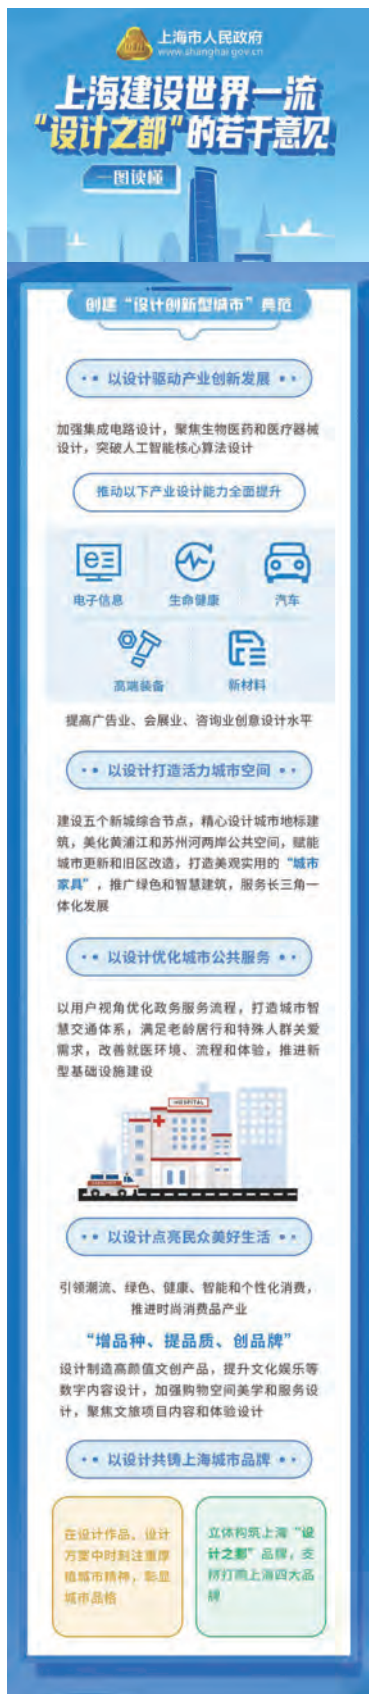 上海市人民政府
www.shanghai.gov.cn
上海建设世界一流
“设计之都”的若干意见
一图读懂
创建“设计创新型城市”典范
以设计驱动产业创新发展
加强集成电路设计，聚焦生物医药和医疗器械
设计，突破人工智能核心算法设计
推动以下产业设计能力全面提升
电子信息
生命健康
汽车
高端装备
新材料
提高广告业、会展业、咨询业创意设计水平
以设计打造活力城市空间
建设五个新城综合节点，精心设计城市地标建
筑，美化黄浦江和苏州河两岸公共空间，赋能
城市更新和旧区改造，打造美观实用的“城市
家具”，推广绿色和智慧建筑，服务长三角一
体化发展
以设计优化城市公共服务
以用户视角优化政务服务流程，打造城市智
慧交通体系，满足老龄居行和特殊人群关爱
需求，改善就医环境、流程和体验，推进新
型基础设施建设
HOSPITAL
以设计点亮民众美好生活
引领潮流、绿色、健康、智能和个性化消费，
推进时尚消费品产业
“增品种、提品质、创品牌”
设计制造高颜值文创产品，提升文化娱乐等
数字内容设计，加强购物空间美学和服务设
计，聚焦文旅项目内容和体验设计
以设计共铸上海城市品牌
在设计作品、设计
方案中时刻注重厚
植城市精神，彰显
城市品格
立体构筑上海“设
计之都”品牌，支
撑打响上海四大品
牌